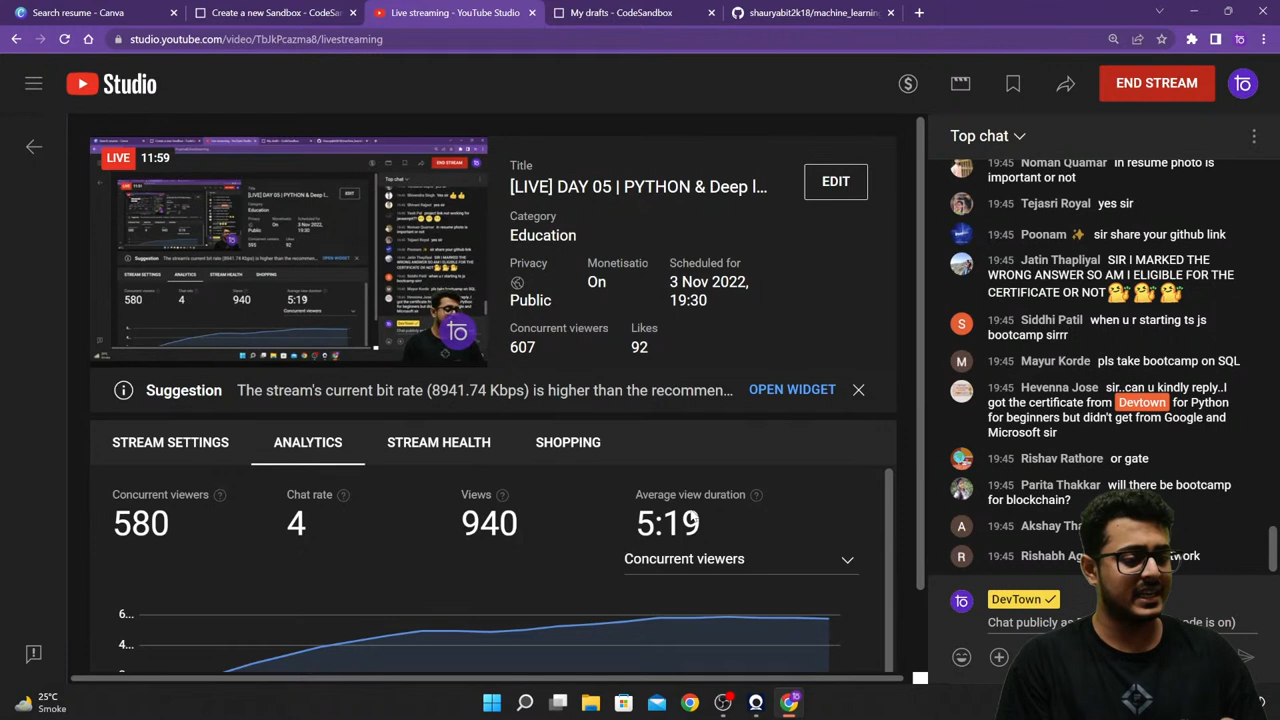 Search resume - Canva
Create a new Sandbox - CodeSa
Live streaming - YouTube Studio
My drafts - CodeSandbox
shauryabit2k18/machine_learning
studio.youtube.com/video/TbJkPcazma8/livestreaming
Studio
END STREAM
LIVE 11:59
Title
[LIVE] DAY 05 | PYTHON & Deep l...
EDIT
Category
Education
Privacy
Public
Monetisatic
On
Scheduled for
3 Nov 2022,
19:30
Concurrent viewers
607
Likes
92
Suggestion The stream's current bit rate (8941.74 Kbps) is higher than the recommen... OPEN WIDGET
STREAM SETTINGS
ANALYTICS
STREAM HEALTH
SHOPPING
Concurrent viewers
580
Chat rate
4
Views
940
Average view duration
5:19
Concurrent viewers
6...
4...
Top chat
19:45 Noman Quamar In resume photo is
important or not
19:45 Tejasri Royal yes sir
19:45 Poonam sir share your github link
19:45 Jatin Thapliyal SIR I MARKED THE
WRONG ANSWER SO AM I ELIGIBLE FOR THE
CERTIFICATE OR NOT
19:45 Siddhi Patil when u r starting ts js
bootcamp sirrr
19:45 Mayur Korde pls take bootcamp on SQL
19:45 Hevenna Jose sir..can u kindly reply..I
got the certificate from Devtown for Python
for beginners but didn't get from Google and
Microsoft sir
19:45 Rishav Rathore or gate
19:45 Parita Thakkar will there be bootcamp
for blockchain?
19:45 Akshay Tha
19:45 Rishabh Ag
DevTown
Chat publicly as
25°C
Smoke